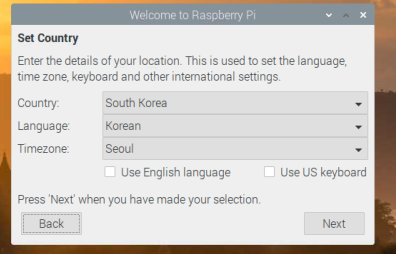 Welcome to Raspberry Pi
Set Country
Enter the details of your location. This is used to set the language,
time zone, keyboard and other international settings.
Country: South Korea
Language: Korean
Timezone: Seoul
Use English language Use US keyboard
Press 'Next' when you have made your selection.
Back Next